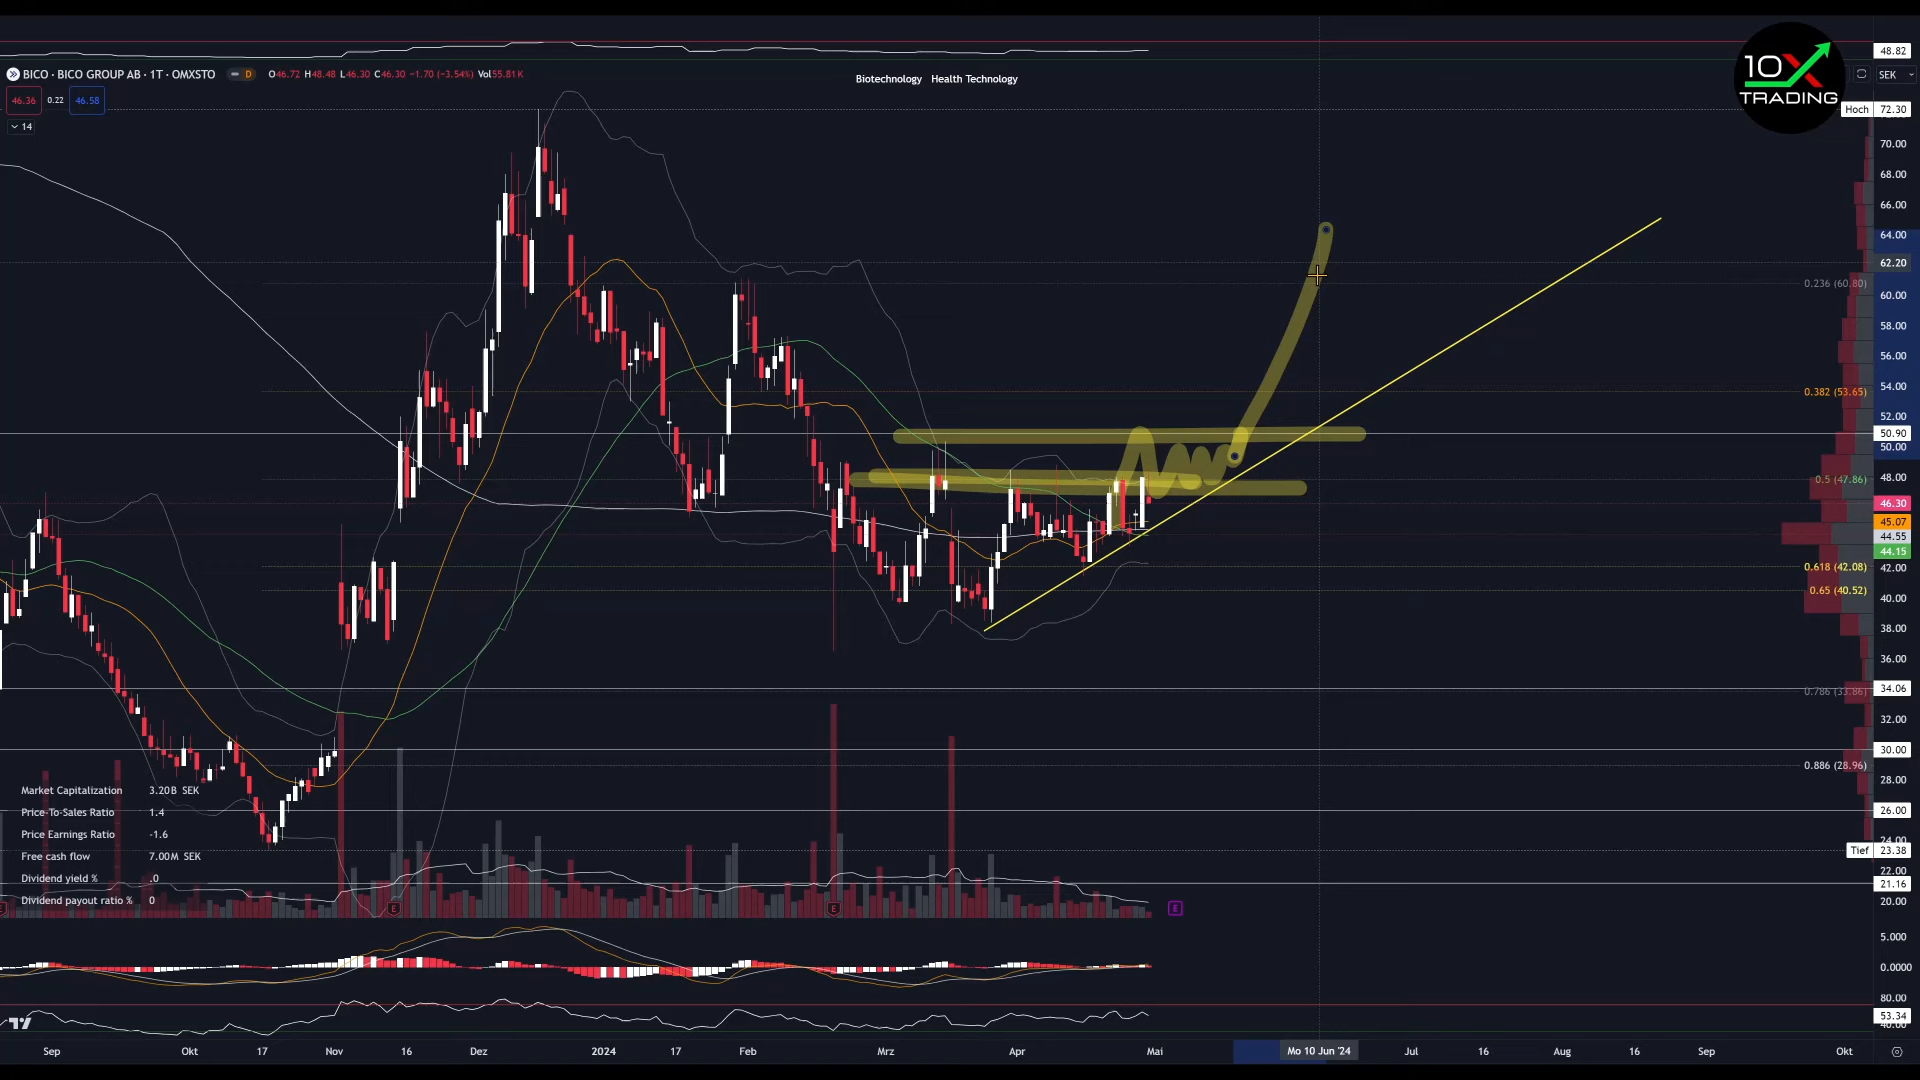 48.82
BICO · BICO GROUP AB · 1T · OMXSTO D O46.72 H48.48 L46.30 C46.30 −1.70 (−3.54%) Vol55.81K
Biotechnology Health Technology
10X
TRADING
SEK
46.36 0.22 46.58
14
Hoch 72.30
70.00
68.00
66.00
64.00
62.20
0.236 (60.80)
60.00
58.00
56.00
54.00
0.382 (53.65)
52.00
50.90
50.00
48.00
0.5 (47.86)
46.30
45.07
44.55
44.15
42.00
0.618 (42.08)
0.65 (40.52)
40.00
38.00
36.00
34.06
0.786 (33.86)
32.00
30.00
0.886 (28.96)
28.00
26.00
24.00
Tief 23.38
22.00
21.16
20.00
Market Capitalization 3.20B SEK
Price-To-Sales Ratio 1.4
Price Earnings Ratio -1.6
Free cash flow 7.00M SEK
Dividend yield % .0
Dividend payout ratio % 0
E E E E
5.000
0.0000
80.00
53.34
40.00
Sep Okt 17 Nov 16 Dez 2024 17 Feb Mrz Apr Mai Mo 10 Jun '24 Jul 16 Aug 16 Sep Okt